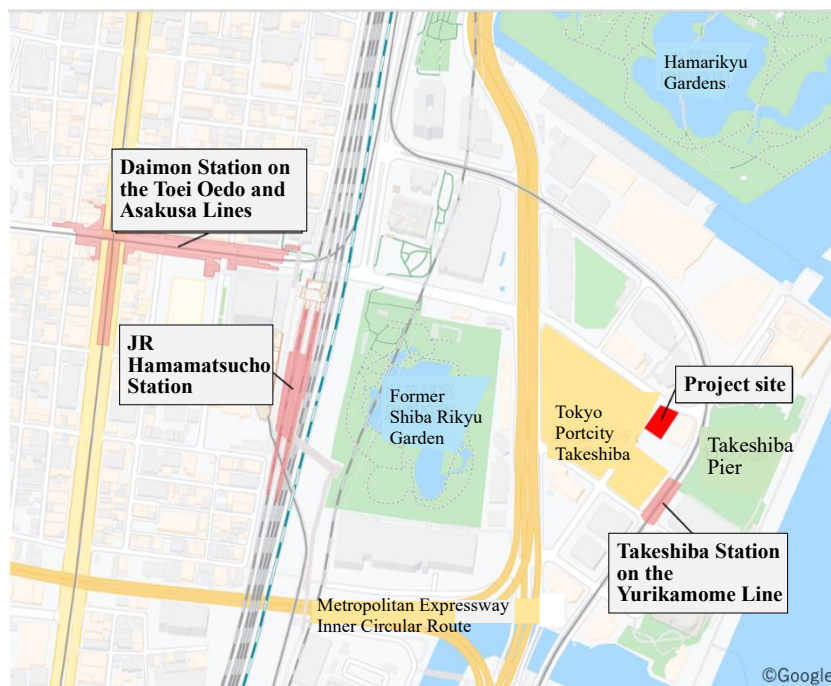 Hamarikyu
Gardens
Daimon Station on
the Toei Oedo and
Asakusa Lines
JR
Hamamatsucho
Station
Project site
Former
Shiba Rikyu
Garden
Tokyo
Portcity
Takeshiba
Takeshiba
Pier
Takeshiba Station
on the
Yurikamome Line
Metropolitan Expressway
Inner Circular Route
©Google